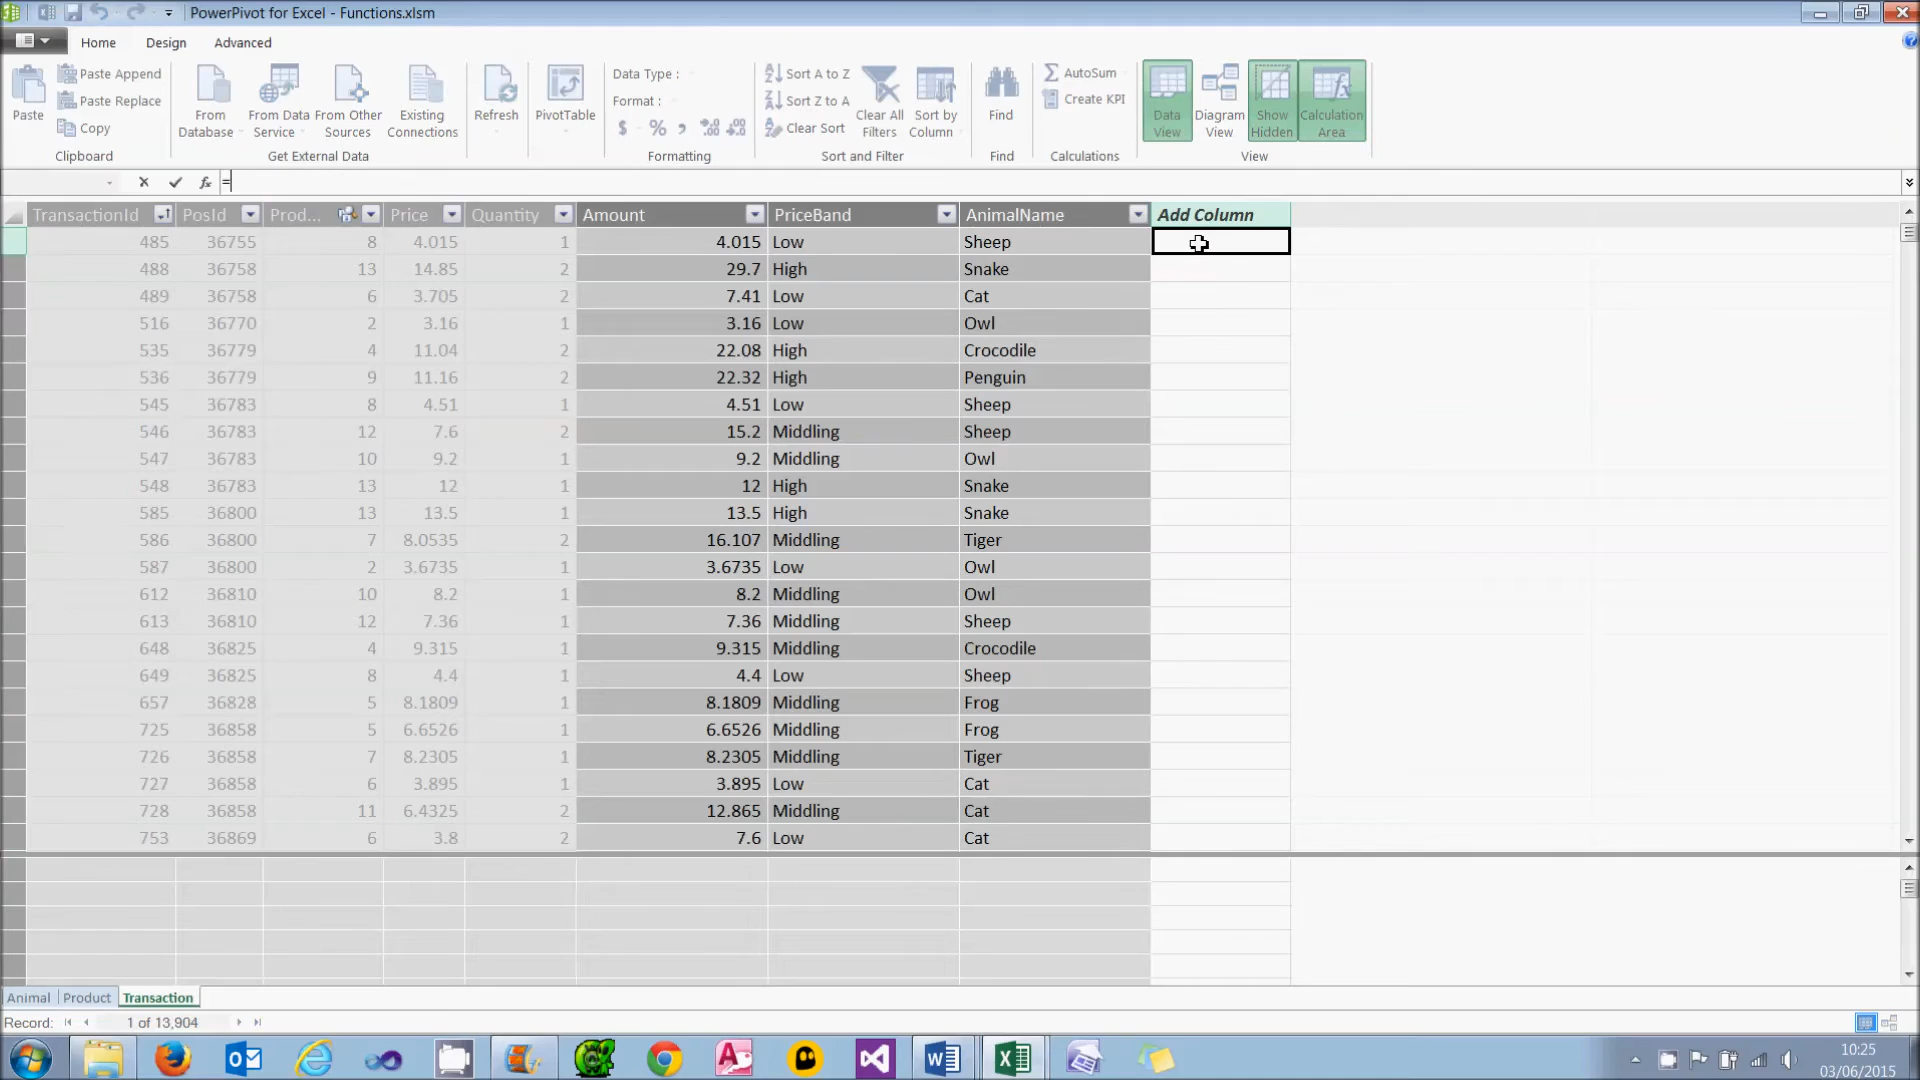 PowerPivot for Excel - Functions.xlsm
Home Design Advanced
Paste
Paste Append
Paste Replace
Copy
Clipboard
From Database
From Data Service
From Other Sources
Existing Connections
Get External Data
Refresh
PivotTable
Data Type :
Format :
$ % ,
Formatting
Sort A to Z
Sort Z to A
Clear Sort
Clear All Filters
Sort by Column
Sort and Filter
Find
Find
AutoSum
Create KPI
Calculations
Data View
Diagram View
Show Hidden
Calculation Area
View
fx =
TransactionId PosId Prod... Price Quantity Amount PriceBand AnimalName Add Column
485 36755 8 4.015 1 4.015 Low Sheep
488 36758 13 14.85 2 29.7 High Snake
489 36758 6 3.705 2 7.41 Low Cat
516 36770 2 3.16 1 3.16 Low Owl
535 36779 4 11.04 2 22.08 High Crocodile
536 36779 9 11.16 2 22.32 High Penguin
545 36783 8 4.51 1 4.51 Low Sheep
546 36783 12 7.6 2 15.2 Middling Sheep
547 36783 10 9.2 1 9.2 Middling Owl
548 36783 13 12 1 12 High Snake
585 36800 13 13.5 1 13.5 High Snake
586 36800 7 8.0535 2 16.107 Middling Tiger
587 36800 2 3.6735 1 3.6735 Low Owl
612 36810 10 8.2 1 8.2 Middling Owl
613 36810 12 7.36 1 7.36 Middling Sheep
648 36825 4 9.315 1 9.315 Middling Crocodile
649 36825 8 4.4 1 4.4 Low Sheep
657 36828 5 8.1809 1 8.1809 Middling Frog
725 36858 5 6.6526 1 6.6526 Middling Frog
726 36858 7 8.2305 1 8.2305 Middling Tiger
727 36858 6 3.895 1 3.895 Low Cat
728 36858 11 6.4325 2 12.865 Middling Cat
753 36869 6 3.8 2 7.6 Low Cat
Animal Product Transaction
Record: 1 of 13,904
10:25
03/06/2015